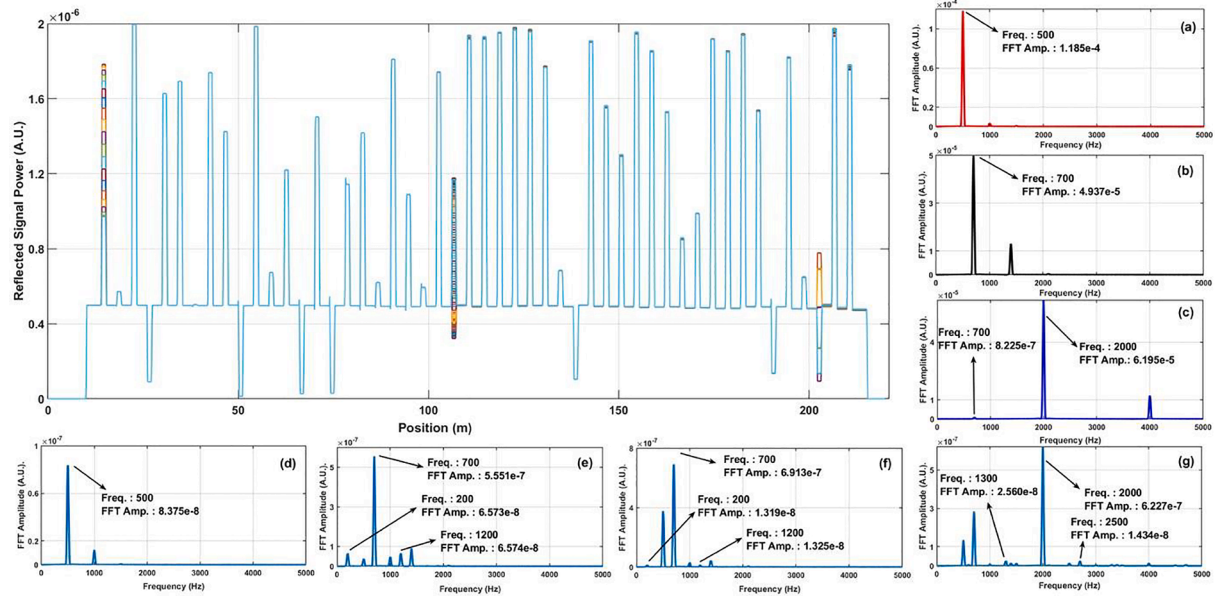 ×10⁻⁶
2
1.6
1.2
0.8
0.4
0
Reflected Signal Power (A.U.)
0
50
100
150
200
Position (m)
×10⁻⁴
(a)
Freq. : 500
FFT Amp. : 1.185e-4
1
0.6
0.2
0
FFT Amplitude (A.U.)
0
1000
2000
3000
4000
5000
Frequency (Hz)
×10⁻⁵
(b)
Freq. : 700
FFT Amp. : 4.937e-5
5
3
1
0
FFT Amplitude (A.U.)
0
1000
2000
3000
4000
5000
Frequency (Hz)
×10⁻⁵
(c)
Freq. : 700
FFT Amp. : 8.225e-7
Freq. : 2000
FFT Amp. : 6.195e-5
4
1
0
FFT Amplitude (A.U.)
0
1000
2000
3000
4000
5000
Frequency (Hz)
×10⁻⁷
(d)
Freq. : 500
FFT Amp. : 8.375e-8
1
0.6
0.2
0
FFT Amplitude (A.U.)
0
1000
2000
3000
4000
5000
Frequency (Hz)
×10⁻⁷
(e)
Freq. : 700
FFT Amp. : 5.551e-7
Freq. : 200
FFT Amp. : 6.573e-8
Freq. : 1200
FFT Amp. : 6.574e-8
5
3
1
0
FFT Amplitude (A.U.)
0
1000
2000
3000
4000
5000
Frequency (Hz)
×10⁻⁷
(f)
Freq. : 700
FFT Amp. : 6.913e-7
Freq. : 200
FFT Amp. : 1.319e-8
Freq. : 1200
FFT Amp. : 1.325e-8
8
4
0
FFT Amplitude (A.U.)
0
1000
2000
3000
4000
5000
Frequency (Hz)
×10⁻⁷
(g)
Freq. : 1300
FFT Amp. : 2.560e-8
Freq. : 2000
FFT Amp. : 6.227e-7
Freq. : 2500
FFT Amp. : 1.434e-8
5
3
1
0
FFT Amplitude (A.U.)
0
1000
2000
3000
4000
5000
Frequency (Hz)